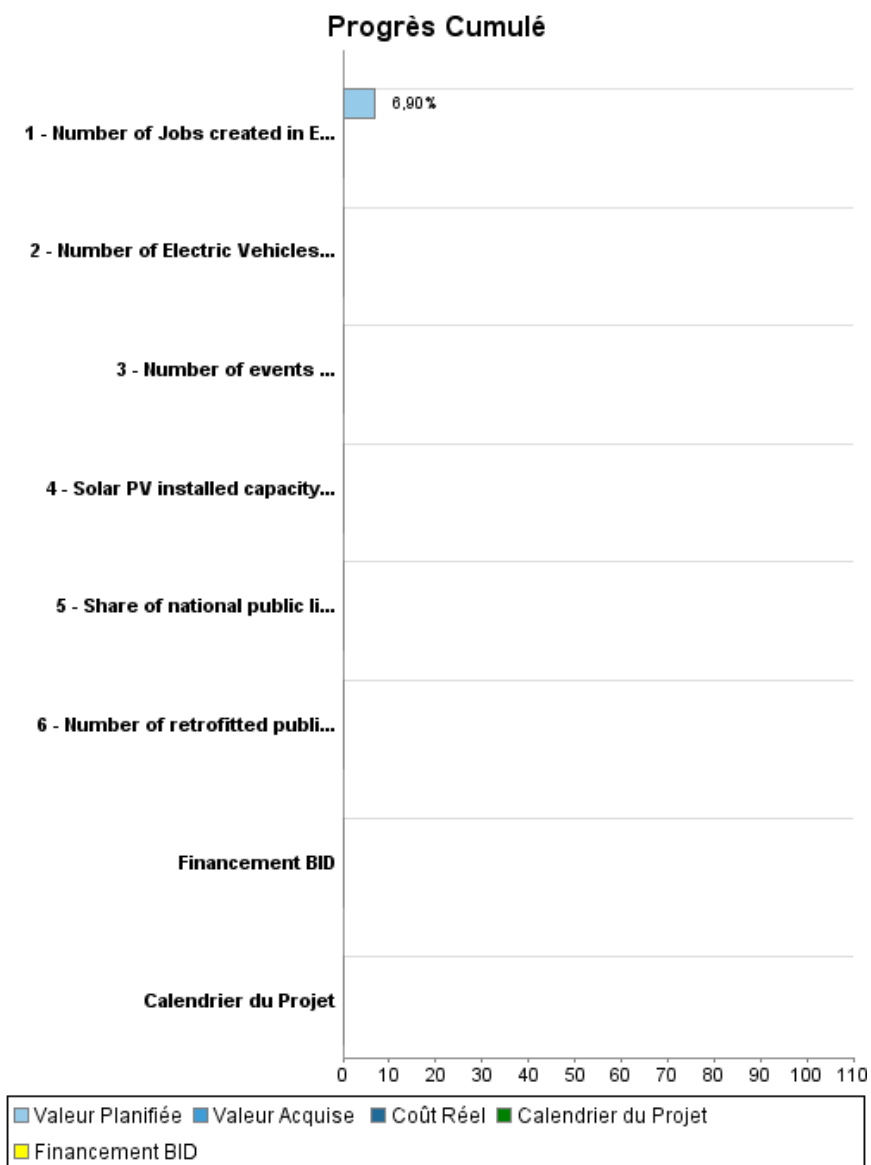 Progrès Cumulé
6,90%
1 - Number of Jobs created in E...
2 - Number of Electric Vehicles...
3 - Number of events ...
4 - Solar PV installed capacity...
5 - Share of national public li...
6 - Number of retrofitted publi...
Financement BID
Calendrier du Projet
0 10 20 30 40 50 60 70 80 90 100 110
Valeur Planifiée Valeur Acquise Coût Réel Calendrier du Projet
Financement BID